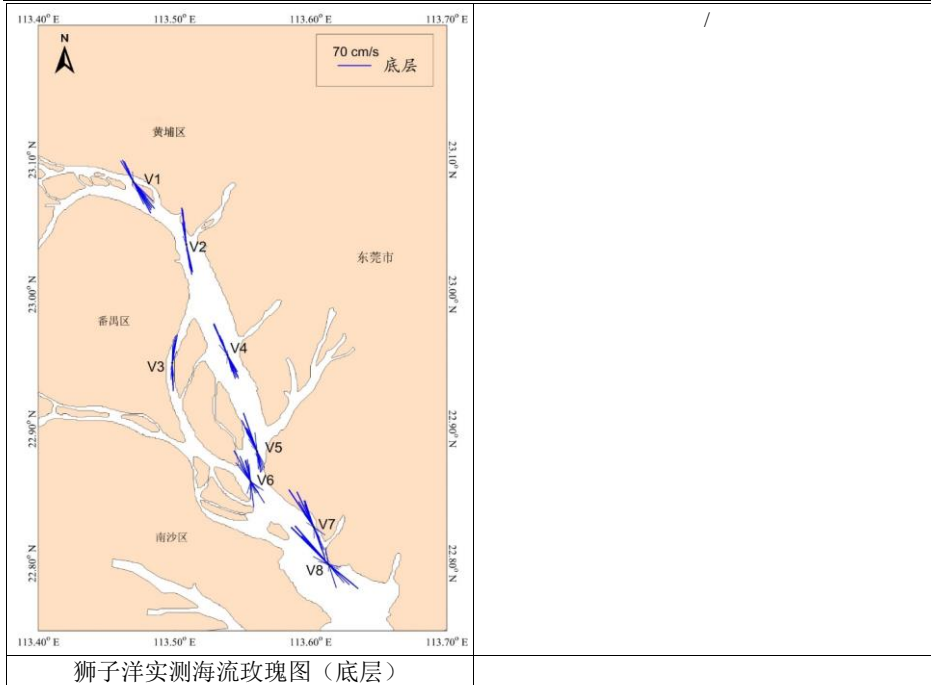 113.40° E 113.50° E 113.60° E 113.70° E
/
N
70 cm/s
底层
黄埔区
23.10° N
23.10° N
V1
V2
东莞市
23.00° N
23.00° N
番禺区
V4
V3
22.90° N
22.90° N
V5
V6
V7
南沙区
22.80° N
22.80° N
V8
113.40° E 113.50° E 113.60° E 113.70° E
狮子洋实测海流玫瑰图（底层）